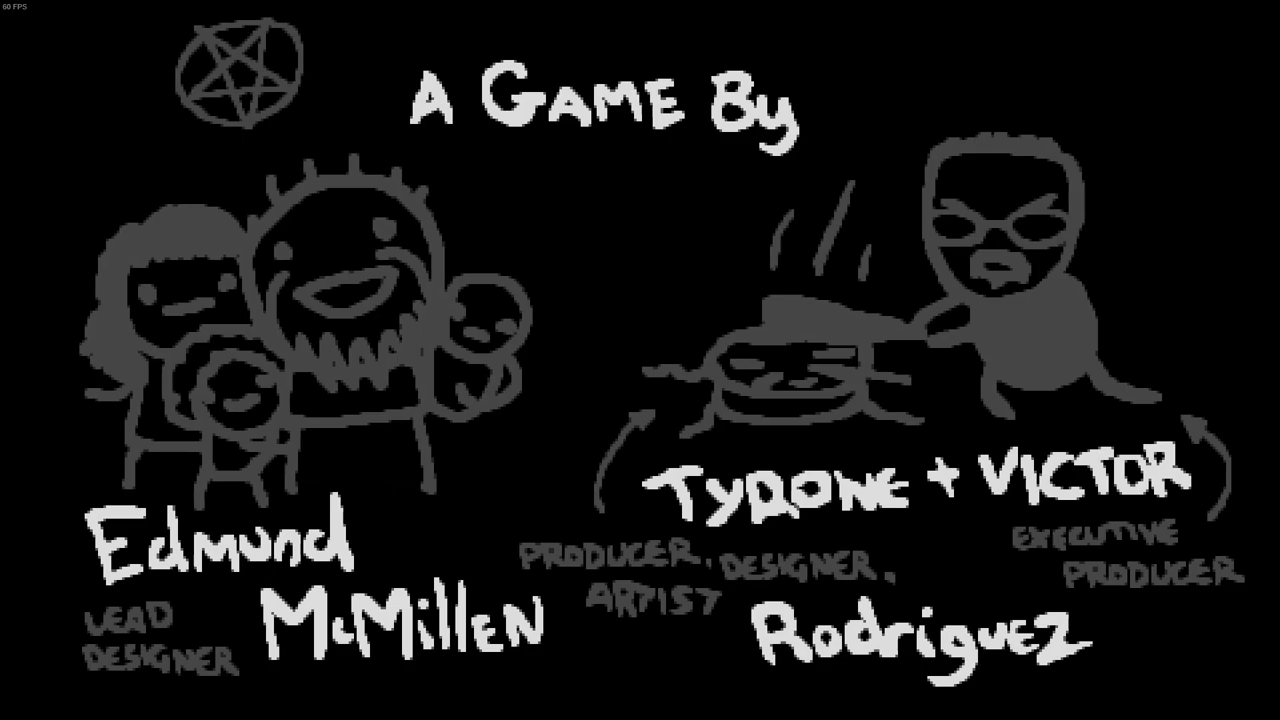 60 FPS
A GAME By
Edmund
McMillEN
LEAD
DESIGNER
TYRONE + VICTOR
PRODUCER, DESIGNER,
ARTIST
EXECUTIVE
PRODUCER
RodriguEZ